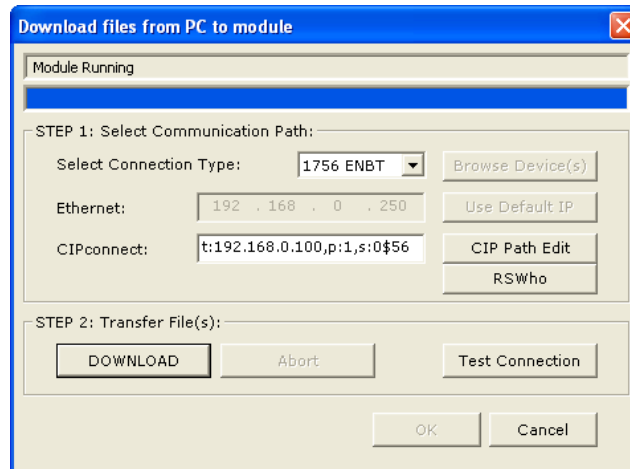 Download files from PC to module
Module Running
STEP 1: Select Communication Path:
Select Connection Type: 1756 ENBT Browse Device(s)
Ethernet: 192 . 168 . 0 . 250 Use Default IP
CIPconnect: t:192.168.0.100,p:1,s:0$56 CIP Path Edit
RSWho
STEP 2: Transfer File(s):
DOWNLOAD Abort Test Connection
OK Cancel